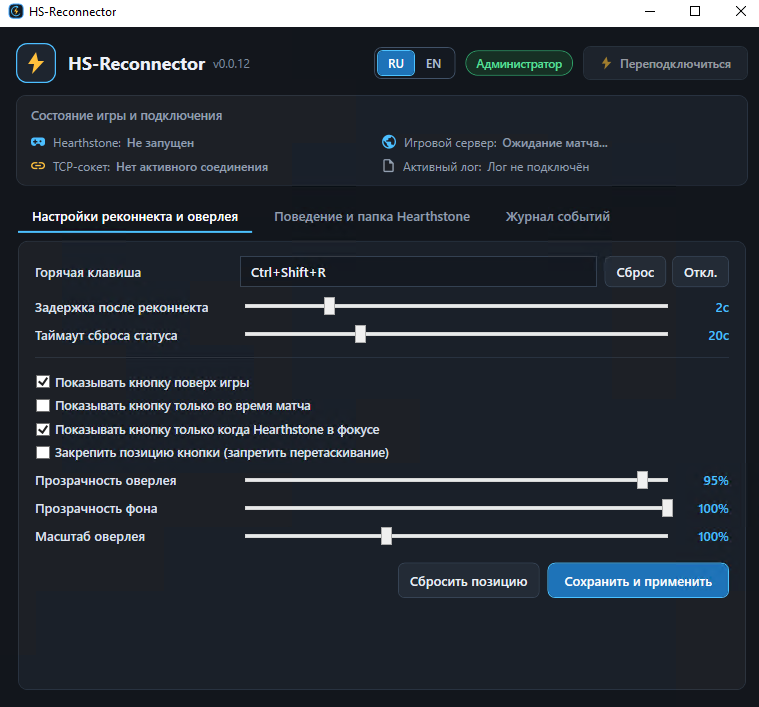 HS-Reconnector
HS-Reconnector v0.0.12 RU EN Администратор Переподключиться
Состояние игры и подключения
Hearthstone: Не запущен Игровой сервер: Ожидание матча...
TCP-сокет: Нет активного соединения Активный лог: Лог не подключён
Настройки реконнекта и оверлея Поведение и папка Hearthstone Журнал событий
Горячая клавиша Ctrl+Shift+R Сброс Откл.
Задержка после реконнекта 2с
Таймаут сброса статуса 20с
Показывать кнопку поверх игры
Показывать кнопку только во время матча
Показывать кнопку только когда Hearthstone в фокусе
Закрепить позицию кнопки (запретить перетаскивание)
Прозрачность оверлея 95%
Прозрачность фона 100%
Масштаб оверлея 100%
Сбросить позицию Сохранить и применить